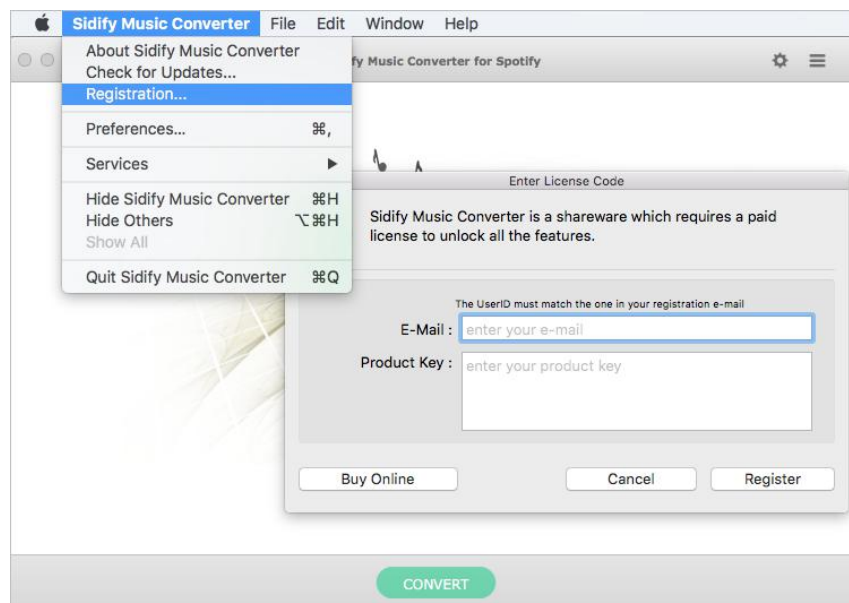 Sidify Music Converter File Edit Window Help
About Sidify Music Converter
Check for Updates...
Registration...
Preferences... ⌘,
Services ▶
Hide Sidify Music Converter ⌘H
Hide Others ⌥⌘H
Show All
Quit Sidify Music Converter ⌘Q
fy Music Converter for Spotify
Enter License Code
Sidify Music Converter is a shareware which requires a paid
license to unlock all the features.
The UserID must match the one in your registration e-mail
E-Mail : enter your e-mail
Product Key : enter your product key
Buy Online Cancel Register
CONVERT